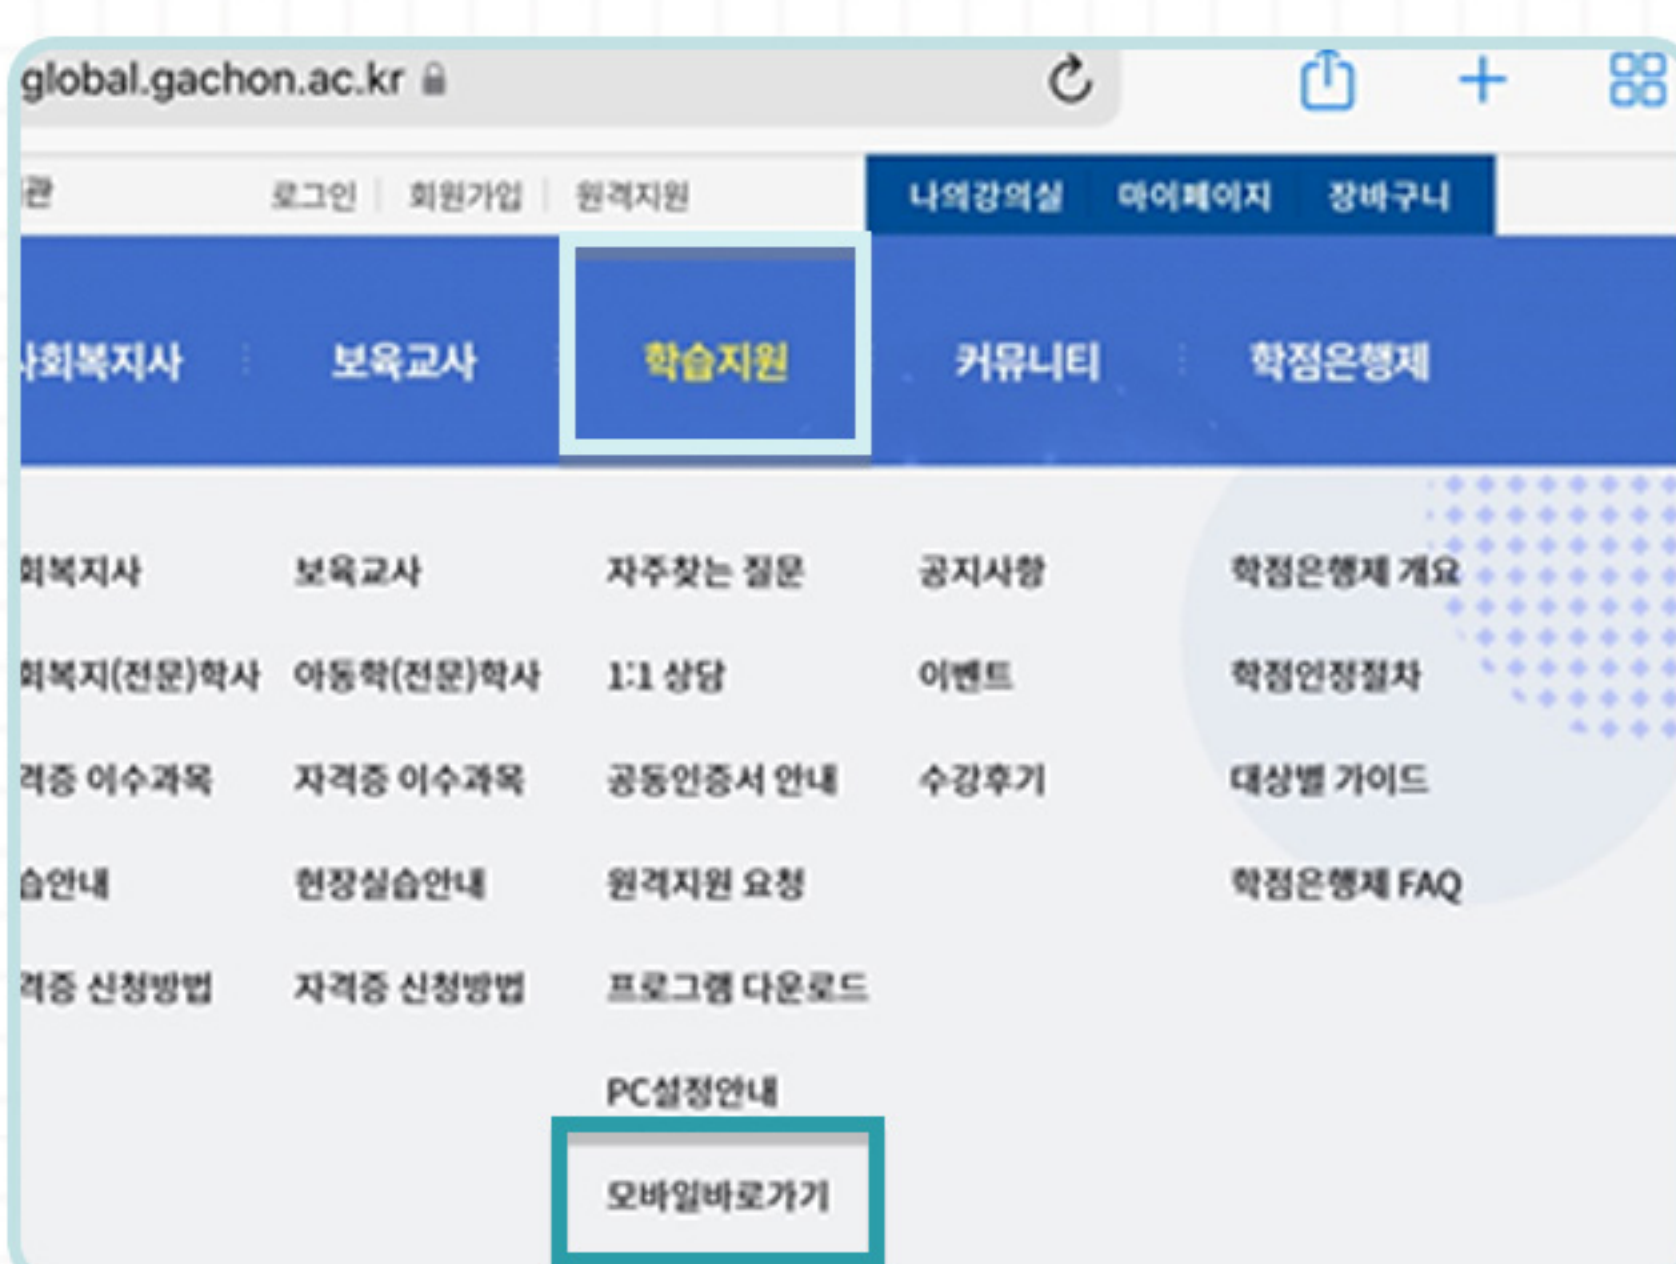 global.gachon.ac.kr
관 로그인 회원가입 원격지원 나의강의실 마이페이지 장바구니
사회복지사 보육교사 학습지원 커뮤니티 학점은행제
회복지사 보육교사 자주찾는 질문 공지사항 학점은행제 개요
회복지(전문)학사 아동학(전문)학사 1:1 상담 이벤트 학점인정절차
격증 이수과목 자격증 이수과목 공동인증서 안내 수강후기 대상별 가이드
습안내 현장실습안내 원격지원 요청 학점은행제 FAQ
격증 신청방법 자격증 신청방법 프로그램 다운로드
PC설정안내
모바일바로가기